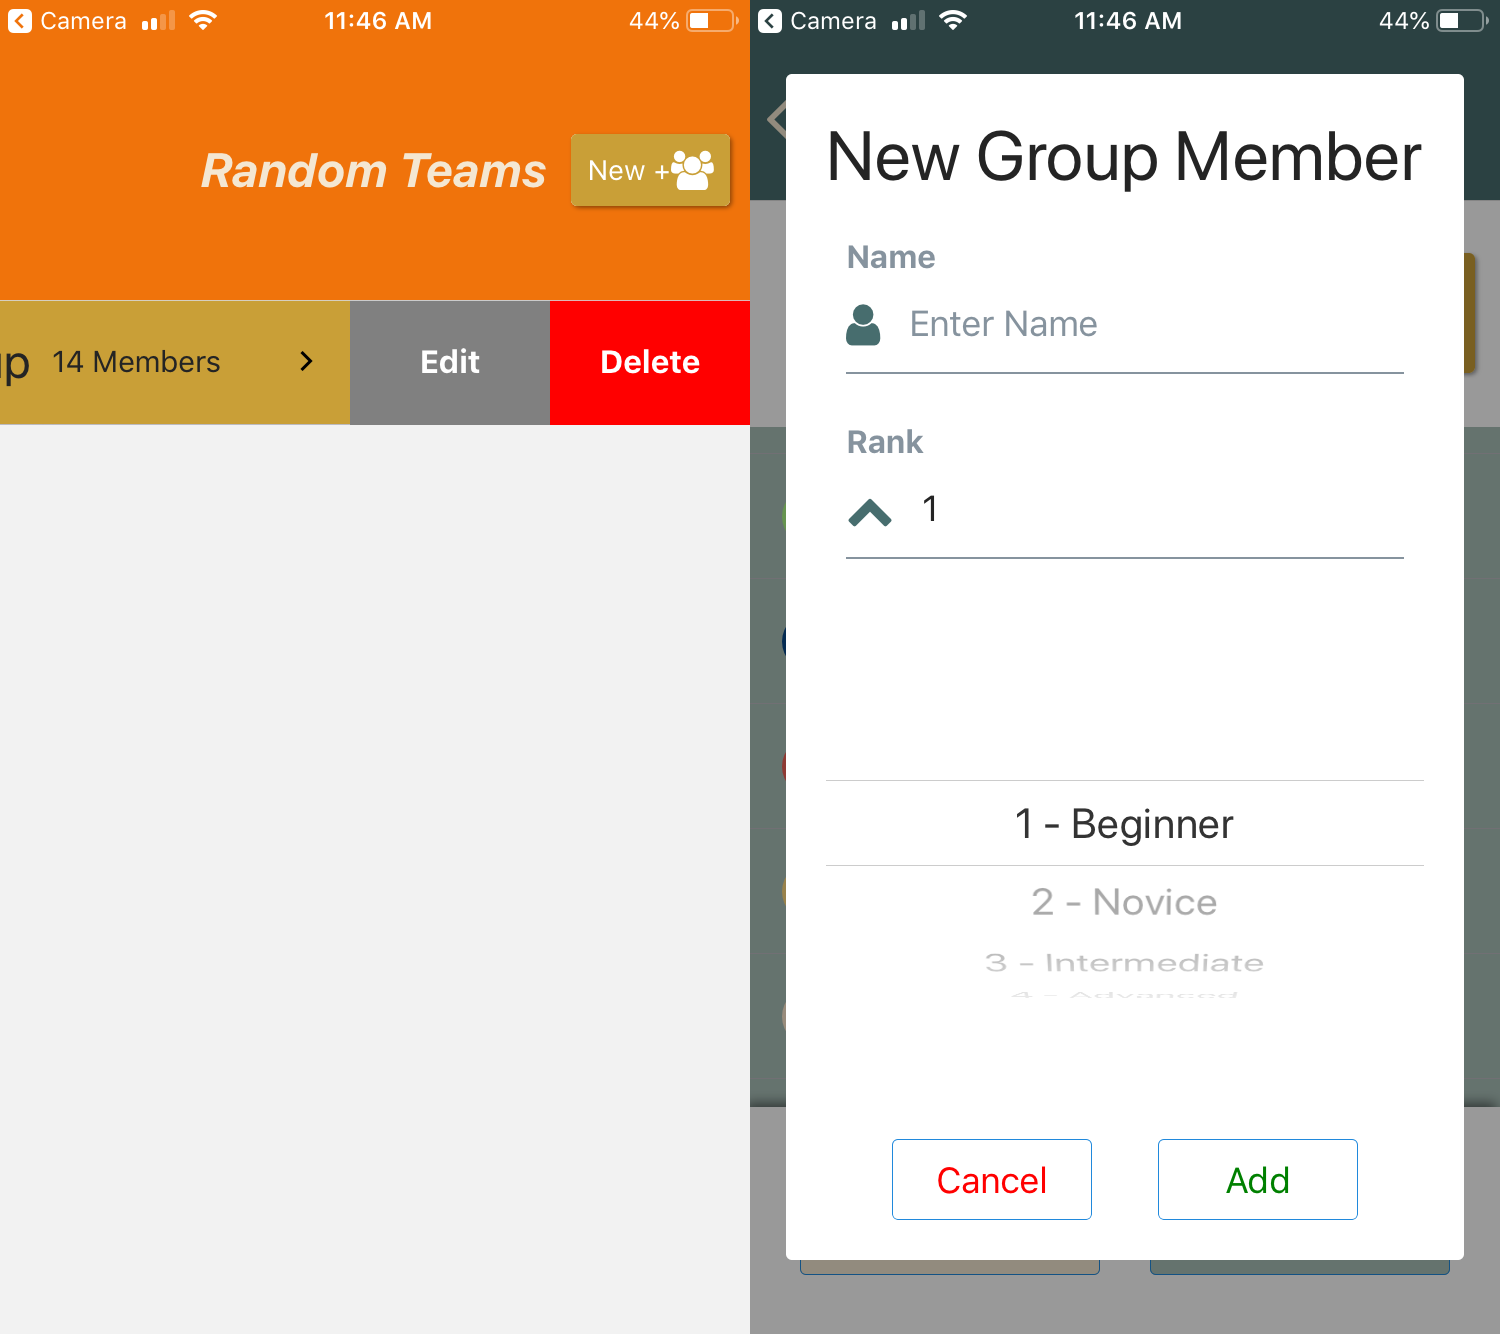 Camera 11:46 AM 44%
Random Teams
New +
up 14 Members
Edit
Delete
Camera 11:46 AM 44%
New Group Member
Name
Enter Name
Rank
1
1 - Beginner
2 - Novice
3 - Intermediate
4 - Advanced
Cancel
Add